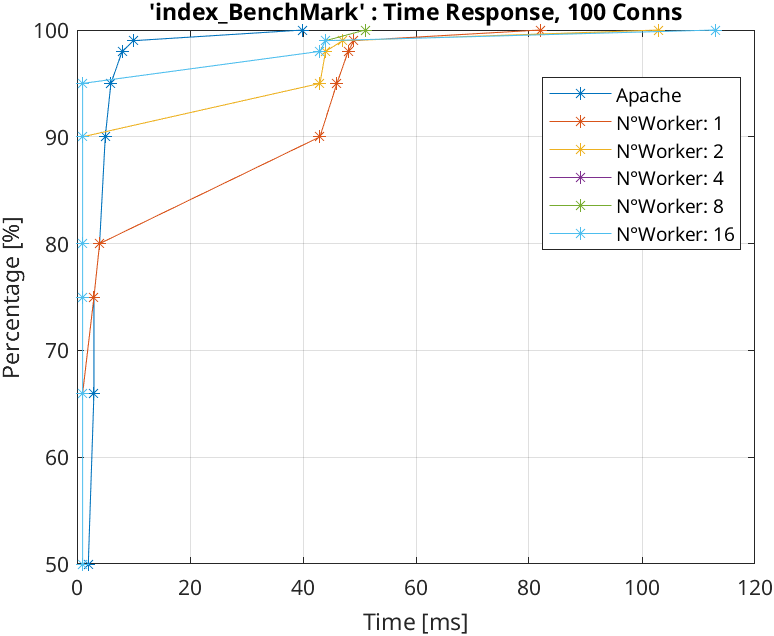 'index_BenchMark' : Time Response, 100 Conns
100
90
80
70
60
50
Percentage [%]
Apache
N°Worker: 1
N°Worker: 2
N°Worker: 4
N°Worker: 8
N°Worker: 16
0 20 40 60 80 100 120
Time [ms]